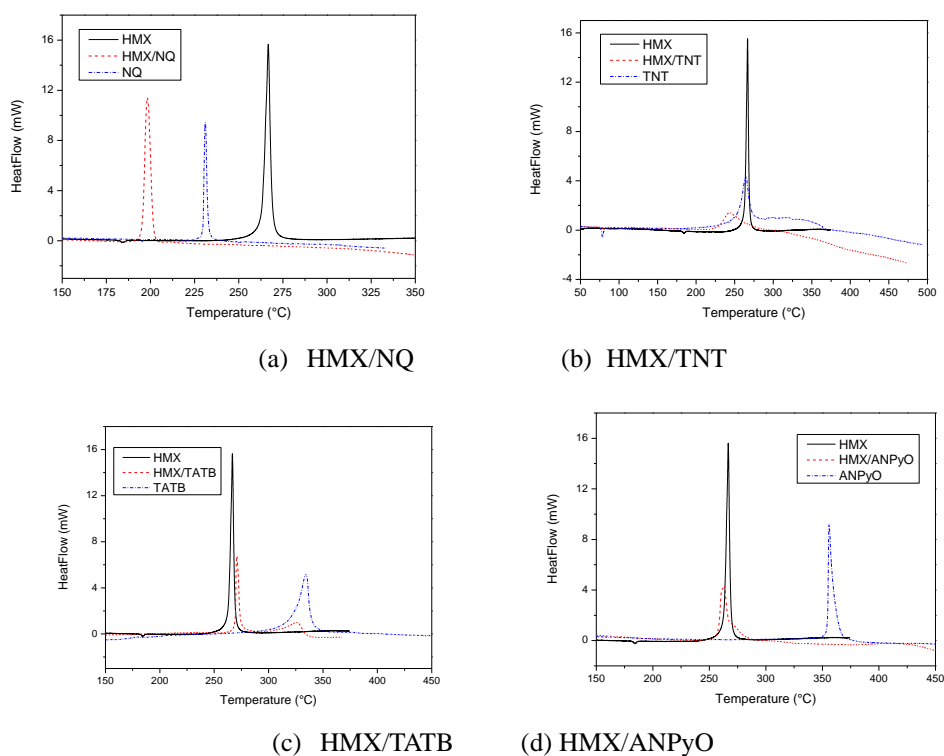 16
12
8
4
0
HeatFlow (mW)
HMX
HMX/NQ
NQ
150 175 200 225 250 275 300 325 350
Temperature (°C)
(a) HMX/NQ
16
12
8
4
0
-4
HeatFlow (mW)
HMX
HMX/TNT
TNT
50 100 150 200 250 300 350 400 450 500
Temperature (°C)
(b) HMX/TNT
16
12
8
4
0
HeatFlow (mW)
HMX
HMX/TATB
TATB
150 200 250 300 350 400 450
Temperature (°C)
(c) HMX/TATB
16
12
8
4
0
HeatFlow (mW)
HMX
HMX/ANPyO
ANPyO
150 200 250 300 350 400 450
Temperature (°C)
(d) HMX/ANPyO